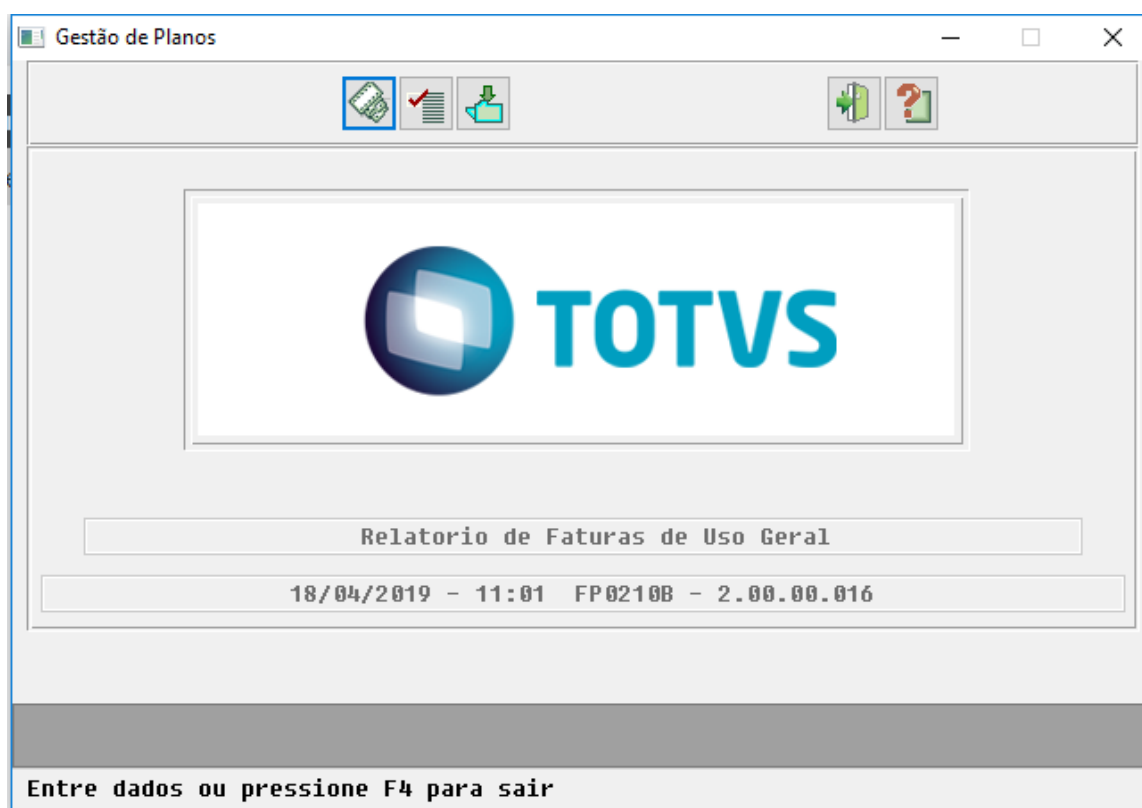 Gestão de Planos
TOTVS
Relatorio de Faturas de Uso Geral
18/04/2019 - 11:01 FP0210B - 2.00.00.016
Entre dados ou pressione F4 para sair